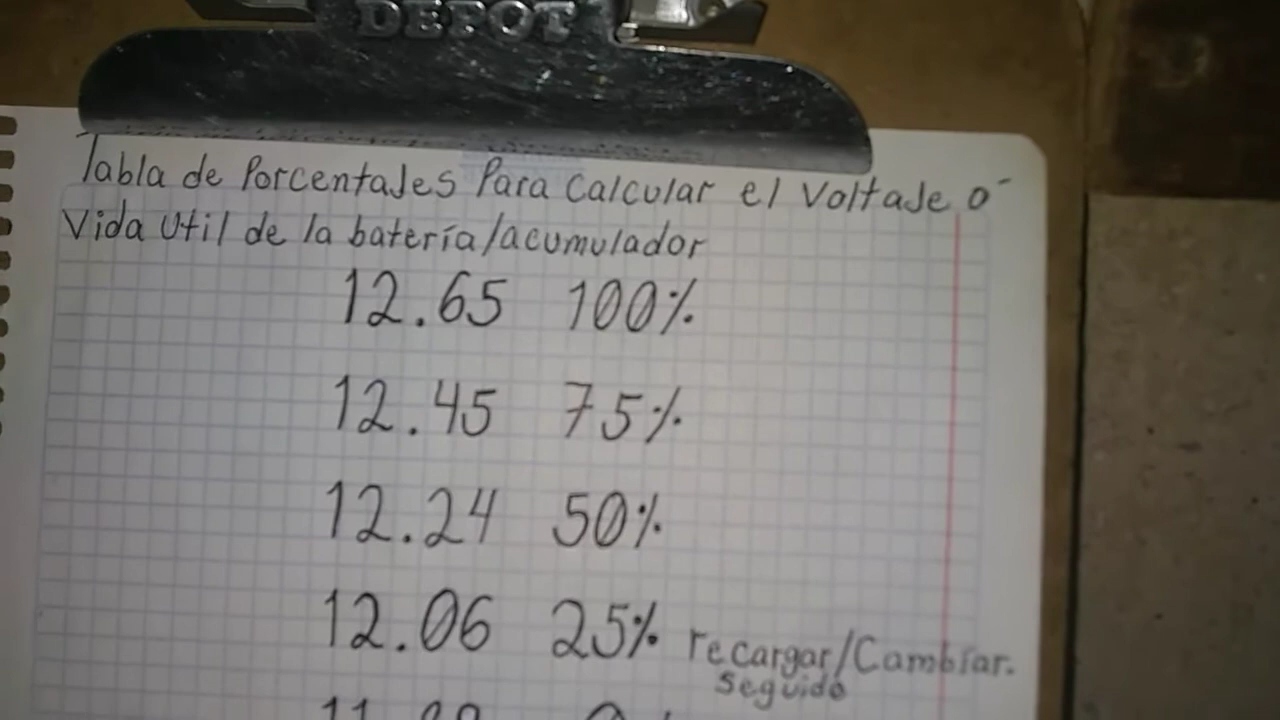 DEPOT
Tabla de Porcentajes Para Calcular el Voltaje ó
Vida Util de la batería/acumulador
12.65 100%
12.45 75%
12.24 50%
12.06 25% recargar/Cambiar.
Seguido